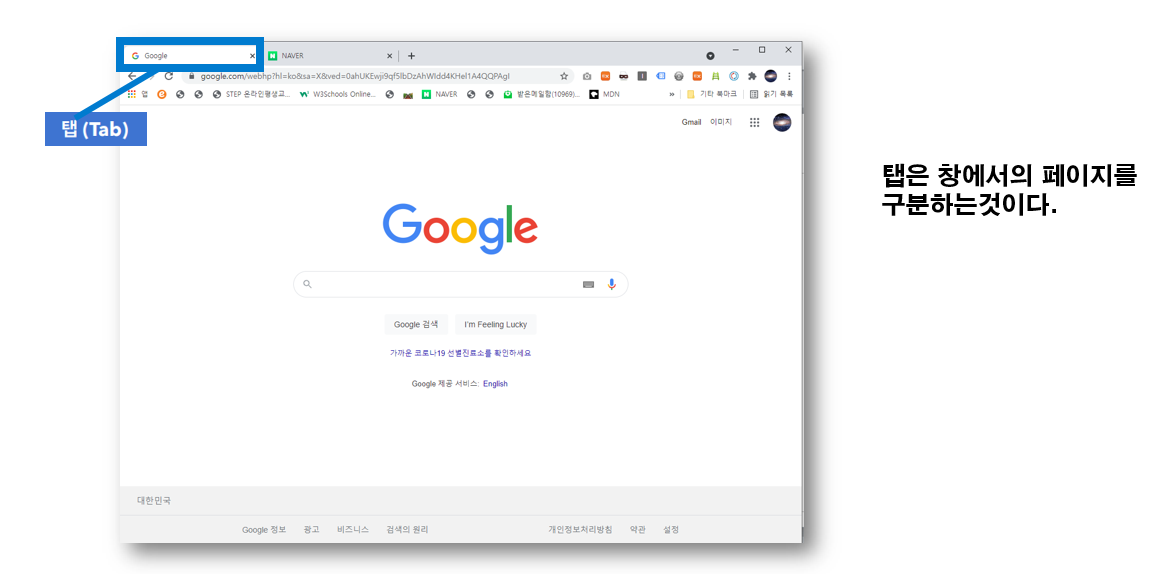 Google
NAVER
google.com/webhp?hl=ko&sa=X&ved=0ahUKEwji9qf5lbDzAhWIdd4KHel1A4QQPAgI
앱 STEP 온라인평생교... W3Schools Online... NAVER 받은메일함(10969)... MDN » 기타 북마크 읽기 목록
탭 (Tab)
Gmail 이미지
탭은 창에서의 페이지를
구분하는것이다.
Google
Google 검색 I'm Feeling Lucky
가까운 코로나19 선별진료소를 확인하세요
Google 제공 서비스: English
대한민국
Google 정보 광고 비즈니스 검색의 원리 개인정보처리방침 약관 설정